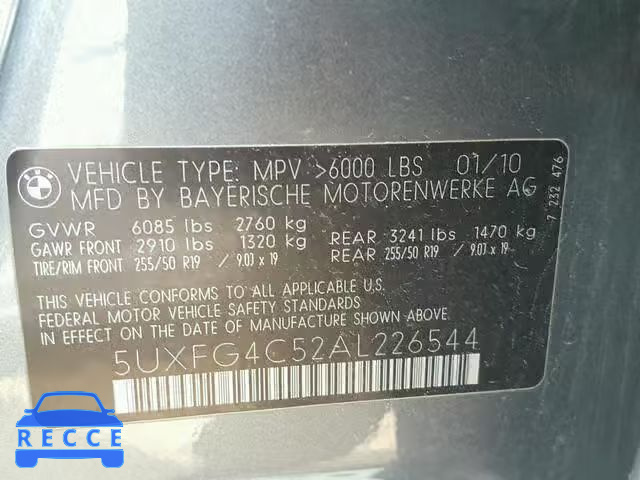 BMW
VEHICLE TYPE: MPV >6000 LBS 01/10
MFD BY BAYERISCHE MOTORENWERKE AG
GVWR 6085 lbs 2760 kg
GAWR FRONT 2910 lbs 1320 kg REAR 3241 lbs 1470 kg
TIRE/RIM FRONT 255/50 R19 / 9.0J x 19 REAR 255/50 R19 / 9.0J x 19
THIS VEHICLE CONFORMS TO ALL APPLICABLE U.S.
FEDERAL MOTOR VEHICLE SAFETY STANDARDS
IN EFFECT ON THE DATE OF MANUFACTURE SHOWN ABOVE.
5UXFG4C52AL226544
7 232 476
RECCE